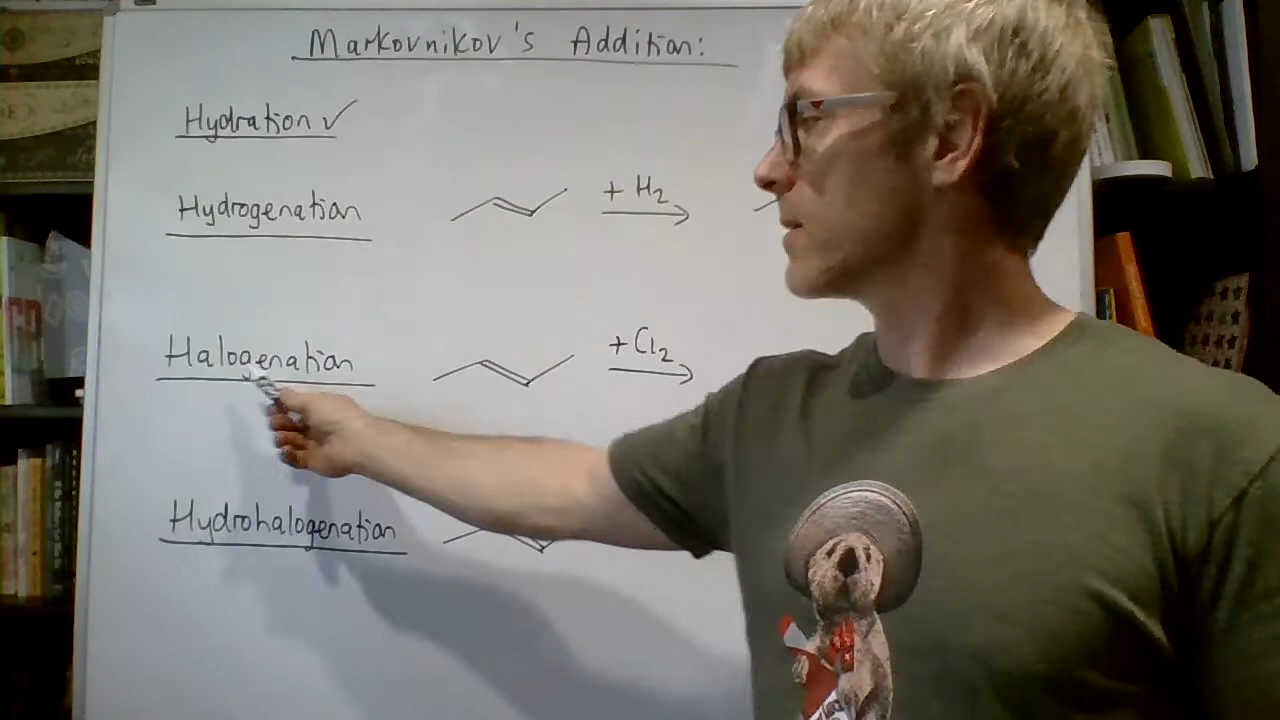 Markovnikov's Addition:
Hydration ✓
Hydrogenation + H₂
Halogenation + Cl₂
Hydrohalogenation